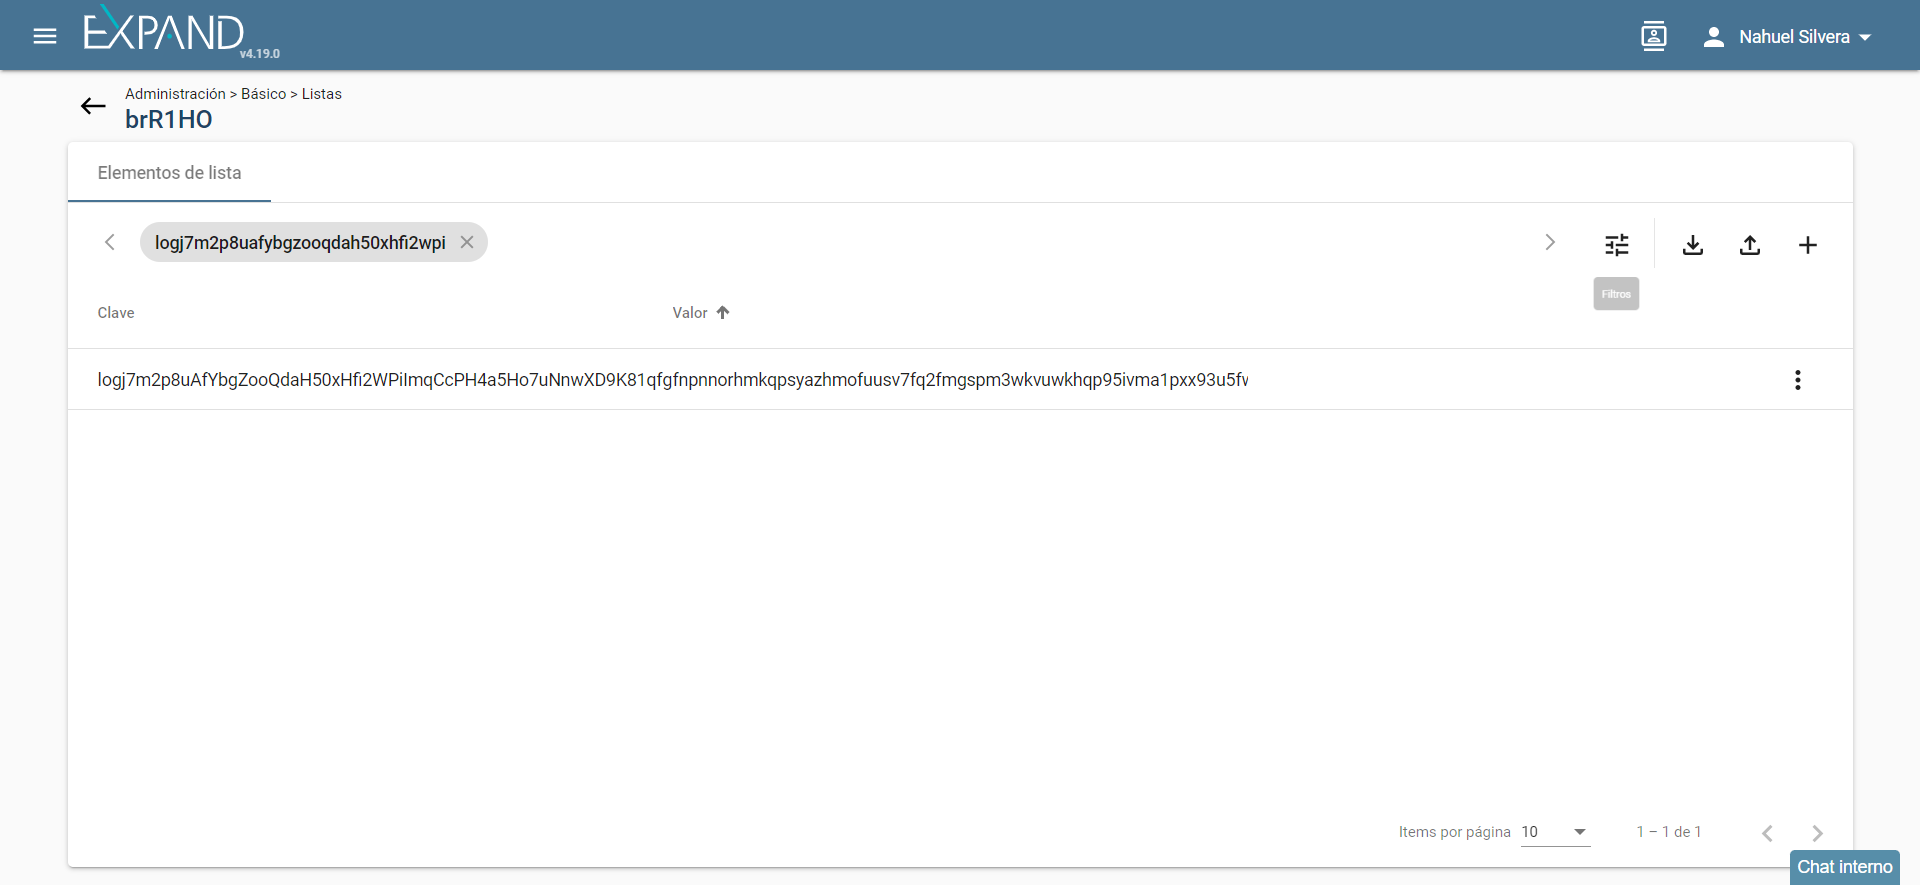 EXPAND
v4.19.0
Nahuel Silvera
Administración > Básico > Listas
brR1HO
Elementos de lista
logj7m2p8uafybgzooqdah50xhfi2wpi
Filtros
Clave
Valor
logj7m2p8uAfYbgZooQdaH50xHfi2WPiImqCcPH4a5Ho7uNnwXD9K81qfgfnpnnorhmkqpsyazhmofuusv7fq2fmgspm3wkvuwkhqp95ivma1pxx93u5fv
Items por página 10 1 – 1 de 1
Chat interno